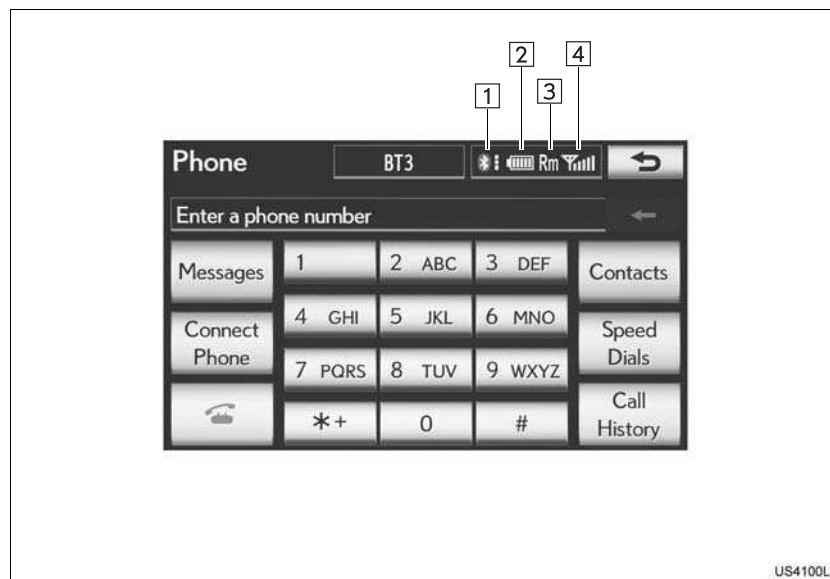 2 4
1 3
Phone BT3 Rm
Enter a phone number
Messages 1 2 ABC 3 DEF Contacts
Connect Phone 4 GHI 5 JKL 6 MNO Speed Dials
7 PQRS 8 TUV 9 WXYZ
*+ 0 # Call History
US4100L